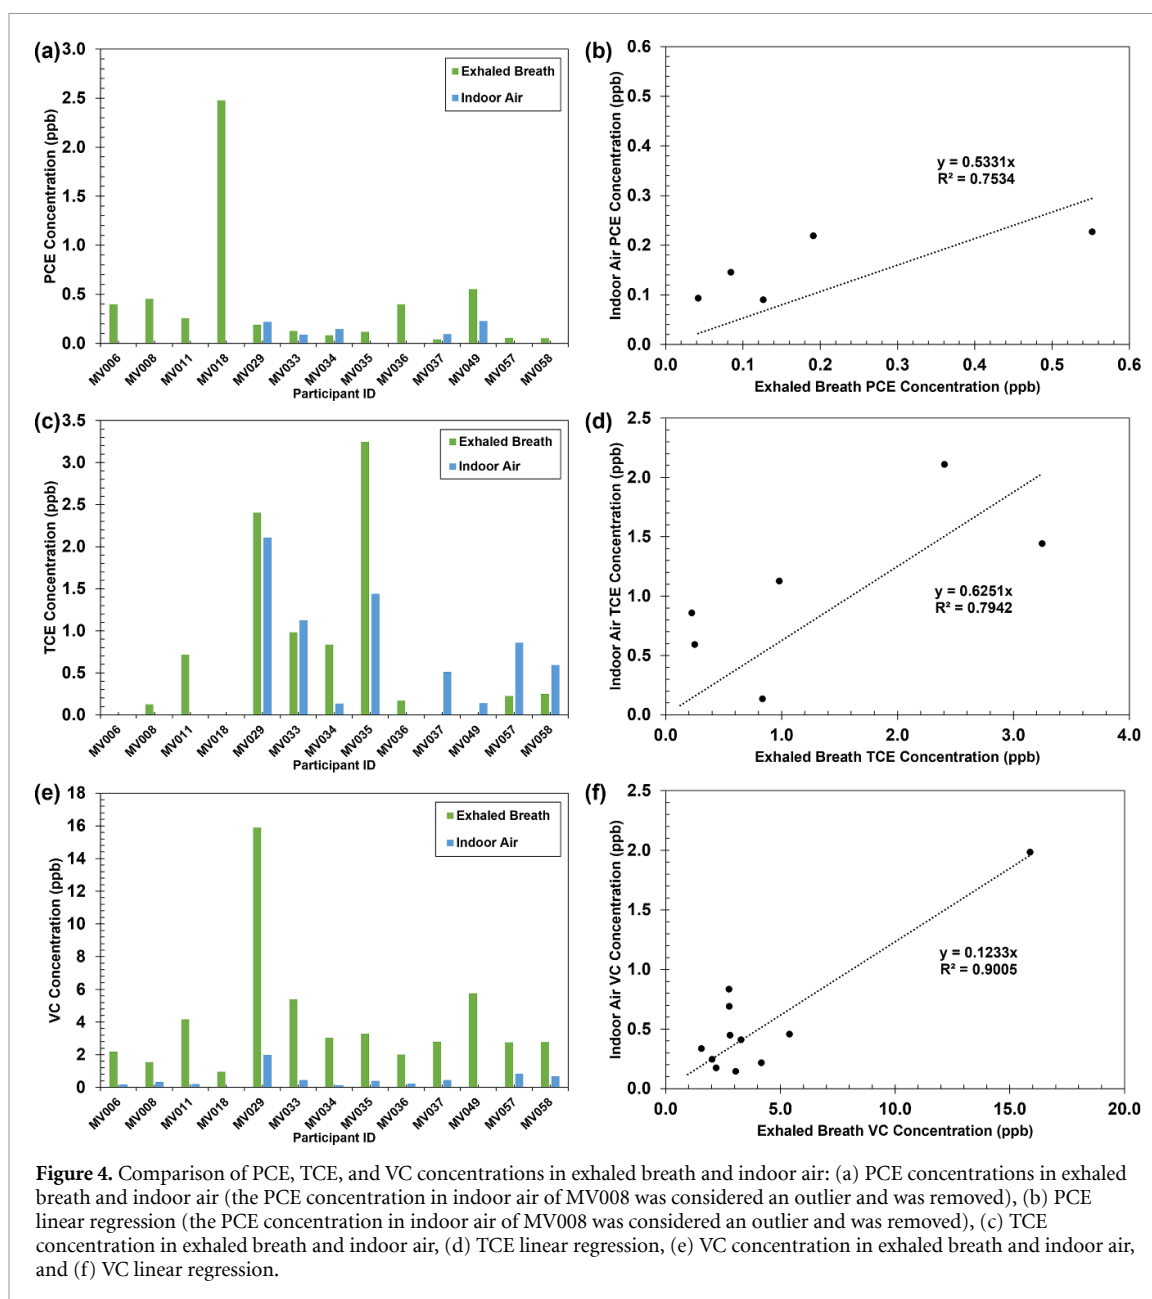 (a)
3.0
2.5
2.0
1.5
1.0
0.5
0.0
PCE Concentration (ppb)
Exhaled Breath
Indoor Air
MV006
MV008
MV011
MV018
MV029
MV033
MV034
MV035
MV036
MV037
MV049
MV057
MV058
Participant ID
(b)
0.6
0.5
0.4
0.3
0.2
0.1
0.0
Indoor Air PCE Concentration (ppb)
y = 0.5331x
R² = 0.7534
0.0 0.1 0.2 0.3 0.4 0.5 0.6
Exhaled Breath PCE Concentration (ppb)
(c)
3.5
3.0
2.5
2.0
1.5
1.0
0.5
0.0
TCE Concentration (ppb)
Exhaled Breath
Indoor Air
MV006
MV008
MV011
MV018
MV029
MV033
MV034
MV035
MV036
MV037
MV049
MV057
MV058
Participant ID
(d)
2.5
2.0
1.5
1.0
0.5
0.0
Indoor Air TCE Concentration (ppb)
y = 0.6251x
R² = 0.7942
0.0 1.0 2.0 3.0 4.0
Exhaled Breath TCE Concentration (ppb)
(e)
18
16
14
12
10
8
6
4
2
0
VC Concentration (ppb)
Exhaled Breath
Indoor Air
MV006
MV008
MV011
MV018
MV029
MV033
MV034
MV035
MV036
MV037
MV049
MV057
MV058
Participant ID
(f)
2.5
2.0
1.5
1.0
0.5
0.0
Indoor Air VC Concentration (ppb)
y = 0.1233x
R² = 0.9005
0.0 5.0 10.0 15.0 20.0
Exhaled Breath VC Concentration (ppb)
Figure 4. Comparison of PCE, TCE, and VC concentrations in exhaled breath and indoor air: (a) PCE concentrations in exhaled
breath and indoor air (the PCE concentration in indoor air of MV008 was considered an outlier and was removed), (b) PCE
linear regression (the PCE concentration in indoor air of MV008 was considered an outlier and was removed), (c) TCE
concentration in exhaled breath and indoor air, (d) TCE linear regression, (e) VC concentration in exhaled breath and indoor air,
and (f) VC linear regression.